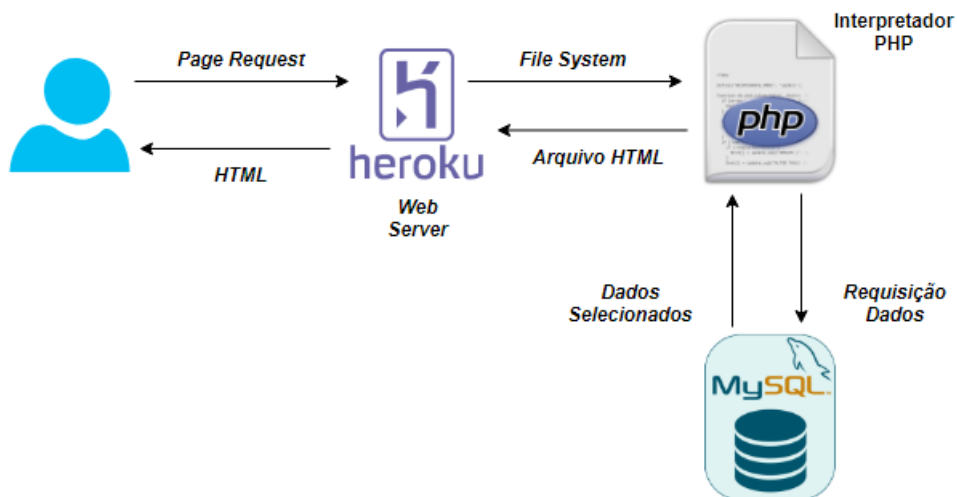 Interpretador
PHP
Page Request
File System
php
heroku
HTML
Arquivo HTML
Web
Server
Dados
Selecionados
Requisição
Dados
MySQL